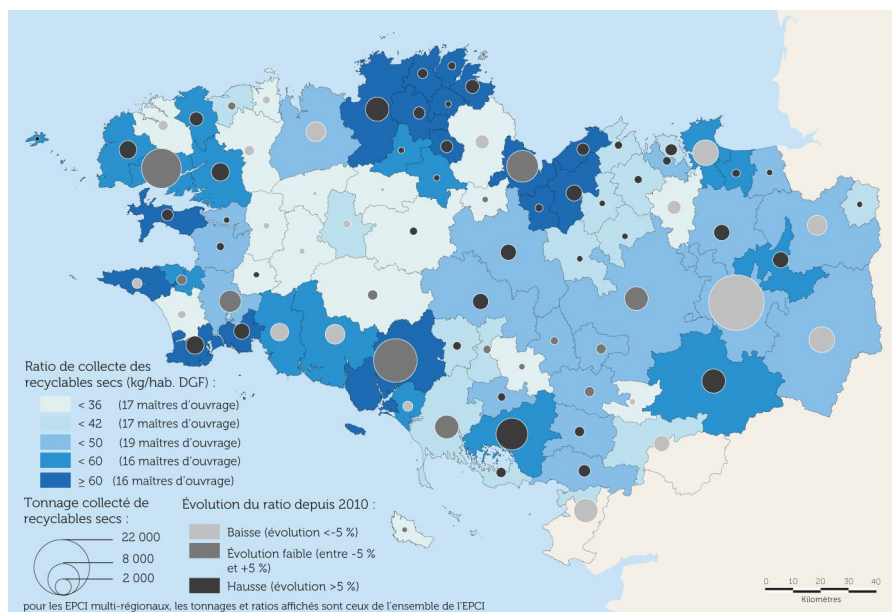 Ratio de collecte des
recyclables secs (kg/hab. DGF) :
< 36 (17 maîtres d'ouvrage)
< 42 (17 maîtres d'ouvrage)
< 50 (19 maîtres d'ouvrage)
< 60 (16 maîtres d'ouvrage)
≥ 60 (16 maîtres d'ouvrage)
Tonnage collecté de
recyclables secs :
22 000
8 000
2 000
Évolution du ratio depuis 2010 :
Baisse (évolution <-5 %)
Évolution faible (entre -5 %
et +5 %)
Hausse (évolution >5 %)
pour les EPCI multi-régionaux, les tonnages et ratios affichés sont ceux de l'ensemble de l'EPCI
0 10 20 30 40
Kilomètres